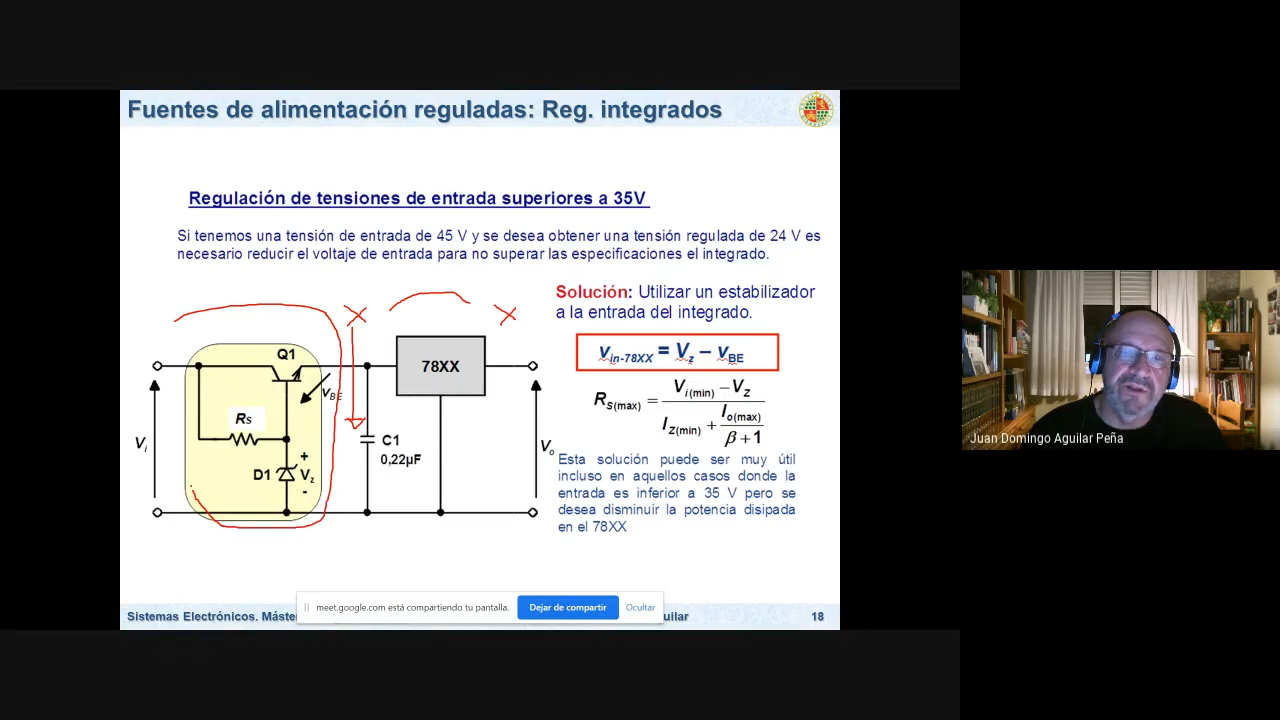 Fuentes de alimentación reguladas: Reg. integrados
Regulación de tensiones de entrada superiores a 35V
Si tenemos una tensión de entrada de 45 V y se desea obtener una tensión regulada de 24 V es
necesario reducir el voltaje de entrada para no superar las especificaciones el integrado.
Solución: Utilizar un estabilizador
a la entrada del integrado.
v_in-78XX = V_z – v_BE
R_S(max) = (V_i(min) – V_Z) / (I_Z(min) + I_o(max) / (β + 1))
Esta solución puede ser muy útil
incluso en aquellos casos donde la
entrada es inferior a 35 V pero se
desea disminuir la potencia disipada
en el 78XX
Q1
78XX
v_BE
R_S
V_i
C1
0,22µF
V_o
D1
+
V_z
-
Juan Domingo Aguilar Peña
meet.google.com está compartiendo tu pantalla.
Dejar de compartir
Ocultar
Sistemas Electrónicos. Máste
uilar
18